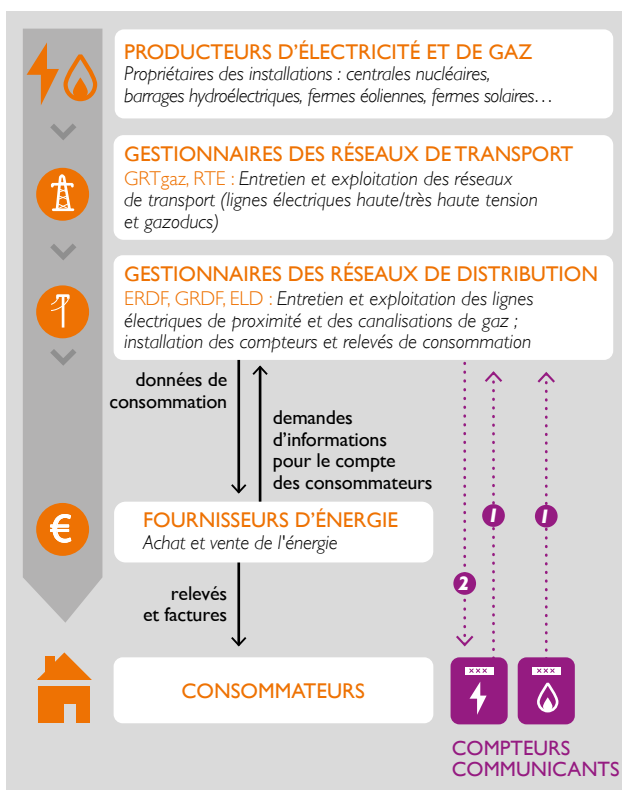 PRODUCTEURS D'ÉLECTRICITÉ ET DE GAZ
Propriétaires des installations : centrales nucléaires,
barrages hydroélectriques, fermes éoliennes, fermes solaires…
GESTIONNAIRES DES RÉSEAUX DE TRANSPORT
GRTgaz, RTE : Entretien et exploitation des réseaux
de transport (lignes électriques haute/très haute tension
et gazoducs)
GESTIONNAIRES DES RÉSEAUX DE DISTRIBUTION
ERDF, GRDF, ELD : Entretien et exploitation des lignes
électriques de proximité et des canalisations de gaz ;
installation des compteurs et relevés de consommation
données de
consommation
demandes
d'informations
pour le compte
des consommateurs
€
FOURNISSEURS D'ÉNERGIE
Achat et vente de l'énergie
1
1
2
relevés
et factures
CONSOMMATEURS
×××
×××
COMPTEURS
COMMUNICANTS